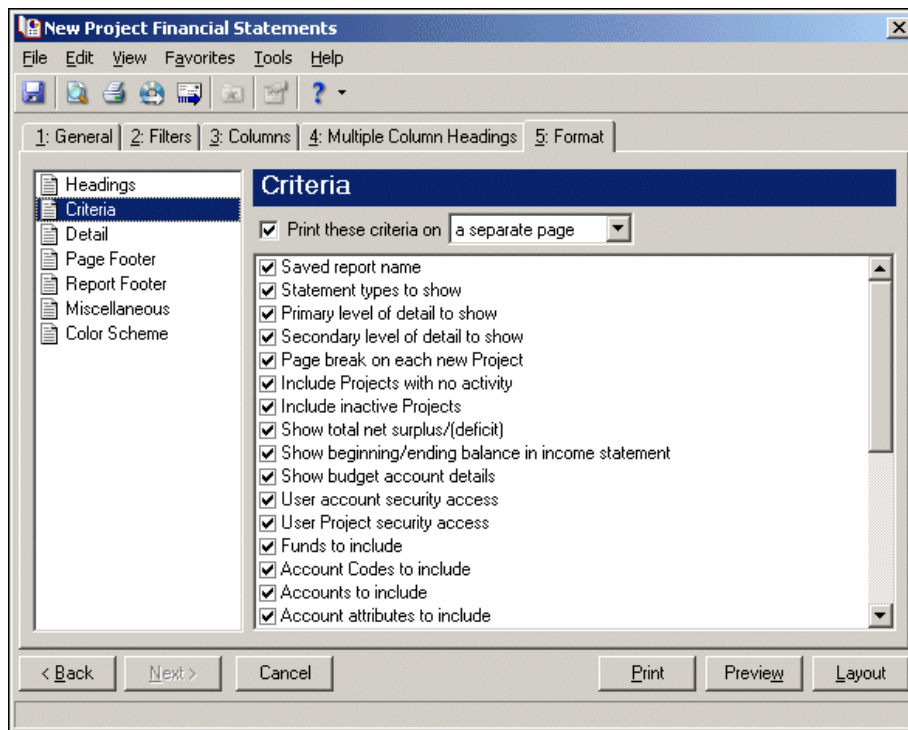 New Project Financial Statements
File Edit View Favorites Tools Help
?
1: General 2: Filters 3: Columns 4: Multiple Column Headings 5: Format
Headings
Criteria
Detail
Page Footer
Report Footer
Miscellaneous
Color Scheme
Criteria
Print these criteria on a separate page
Saved report name
Statement types to show
Primary level of detail to show
Secondary level of detail to show
Page break on each new Project
Include Projects with no activity
Include inactive Projects
Show total net surplus/(deficit)
Show beginning/ending balance in income statement
Show budget account details
User account security access
User Project security access
Funds to include
Account Codes to include
Accounts to include
Account attributes to include
< Back Next > Cancel Print Preview Layout